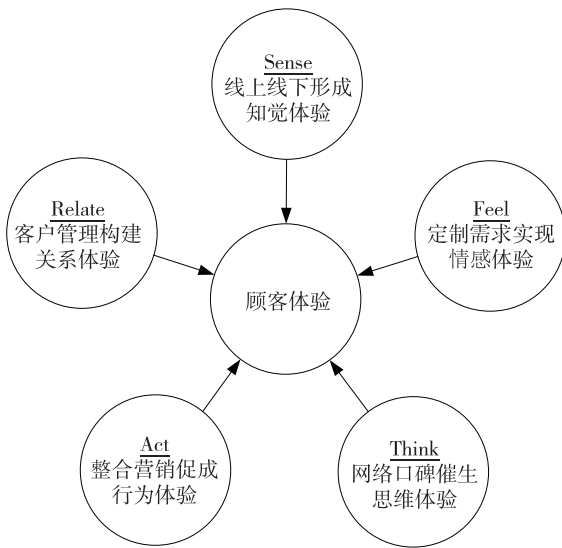 Sense
线上线下形成
知觉体验
Relate
客户管理构建
关系体验
Feel
定制需求实现
情感体验
顾客体验
Act
整合营销促成
行为体验
Think
网络口碑催生
思维体验